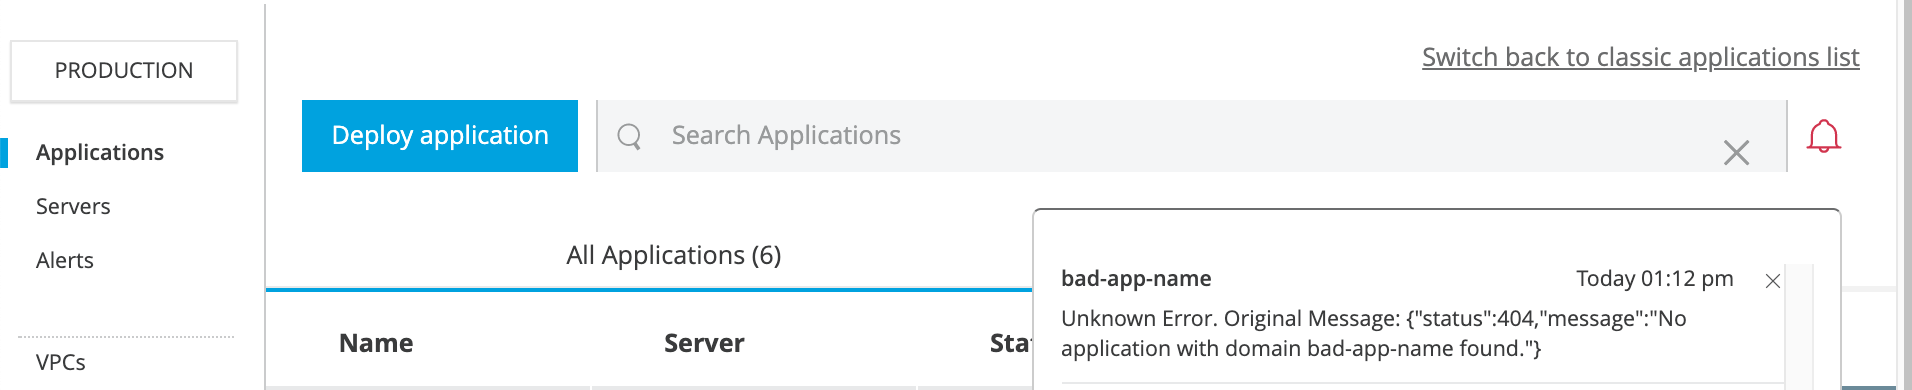 PRODUCTION
Applications
Servers
Alerts
VPCs
Switch back to classic applications list
Deploy application
Search Applications
All Applications (6)
Name Server
bad-app-name Today 01:12 pm
Unknown Error. Original Message: {"status":404,"message":"No
application with domain bad-app-name found."}